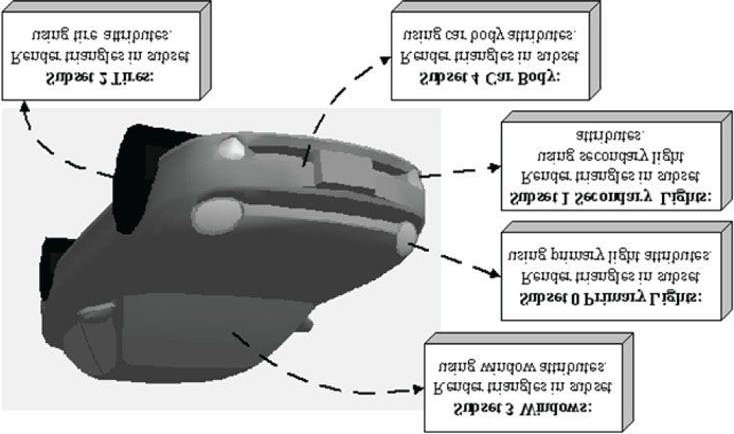 Subset 2 Tires:
Render triangles in subset
using tire attributes.
Subset 4 Car Body:
Render triangles in subset
using car body attributes.
Subset 1 Secondary Lights:
Render triangles in subset
using secondary light
attributes.
Subset 0 Primary Lights:
Render triangles in subset
using primary light attributes.
Subset 3 Windows:
Render triangles in subset
using window attributes.